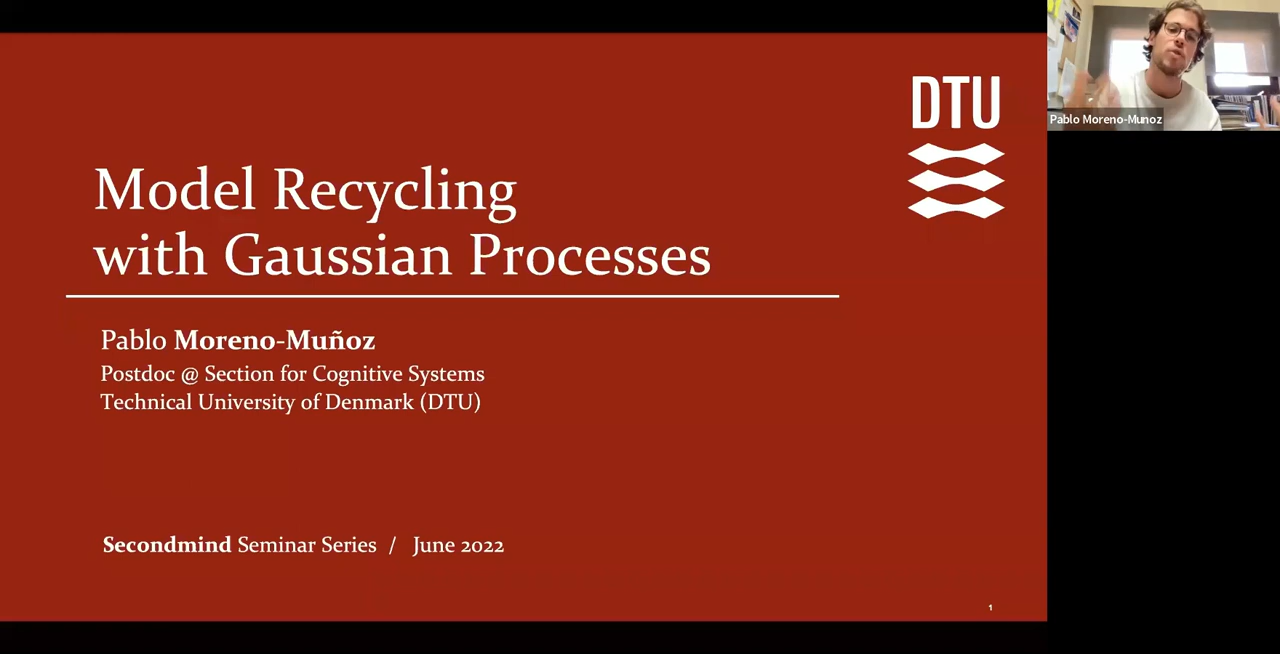 DTU
Pablo Moreno-Munoz
Model Recycling
with Gaussian Processes
Pablo Moreno-Muñoz
Postdoc @ Section for Cognitive Systems
Technical University of Denmark (DTU)
Secondmind Seminar Series / June 2022
1